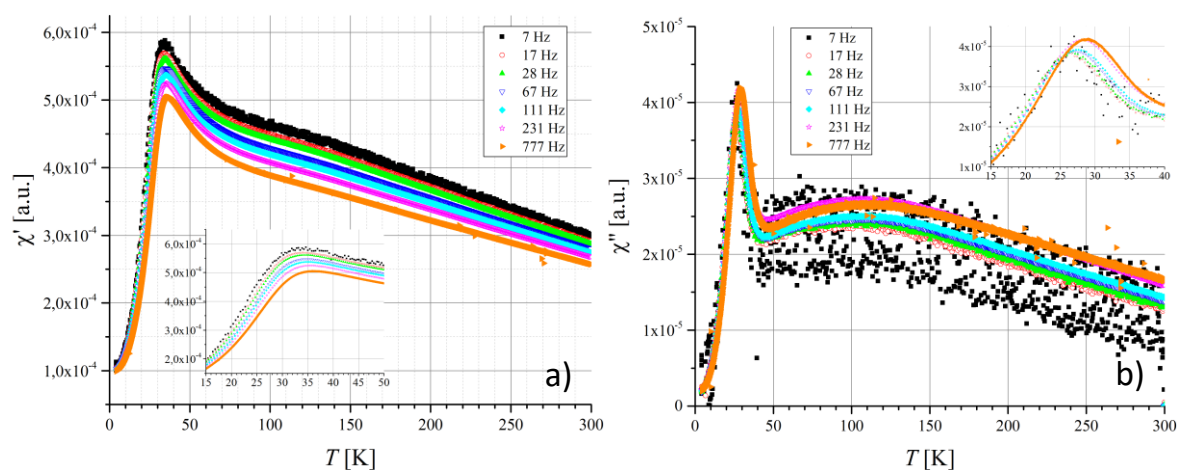 6,0x10⁻⁴
5,0x10⁻⁴
4,0x10⁻⁴
3,0x10⁻⁴
2,0x10⁻⁴
1,0x10⁻⁴
χ' [a.u.]
0 50 100 150 200 250 300
T [K]
7 Hz
17 Hz
28 Hz
67 Hz
111 Hz
231 Hz
777 Hz
6,0x10⁻⁴
5,0x10⁻⁴
4,0x10⁻⁴
3,0x10⁻⁴
2,0x10⁻⁴
15 20 25 30 35 40 45 50
a)
5x10⁻⁵
4x10⁻⁵
3x10⁻⁵
2x10⁻⁵
1x10⁻⁵
0
χ'' [a.u.]
0 50 100 150 200 250 300
T [K]
7 Hz
17 Hz
28 Hz
67 Hz
111 Hz
231 Hz
777 Hz
4x10⁻⁵
3x10⁻⁵
2x10⁻⁵
1x10⁻⁵
15 20 25 30 35 40
b)